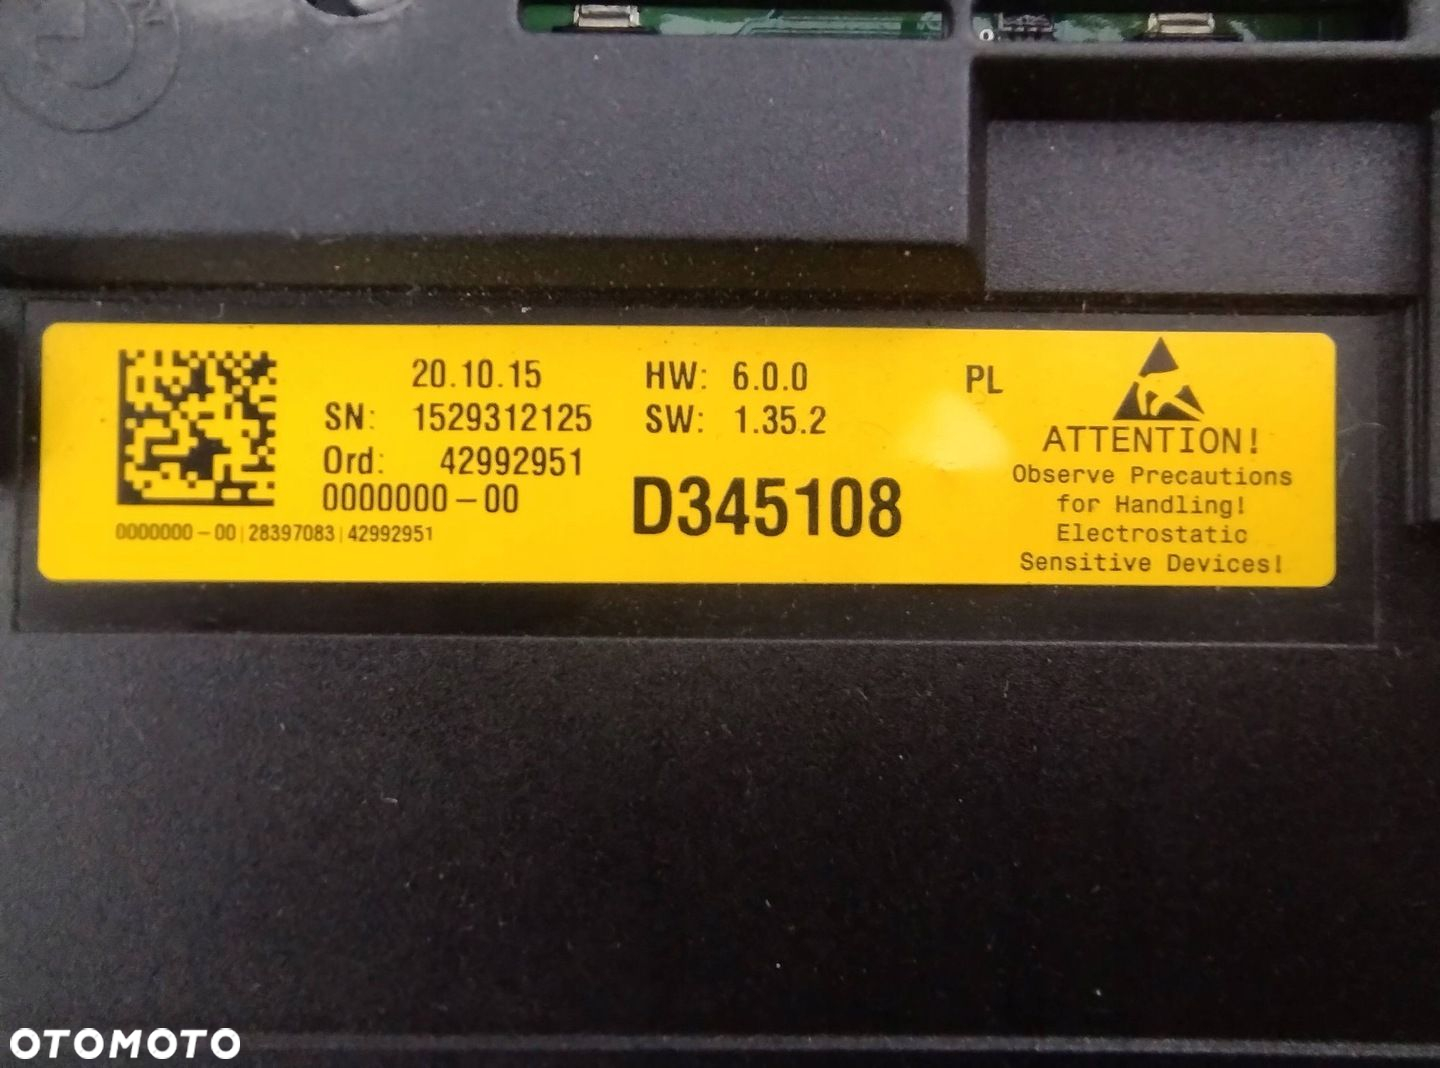 20.10.15
SN: 1529312125
Ord: 42992951
0000000-00
0000000-00|28397083|42992951
HW: 6.0.0
SW: 1.35.2
D345108
PL
ATTENTION!
Observe Precautions
for Handling!
Electrostatic
Sensitive Devices!
OTOMOTO